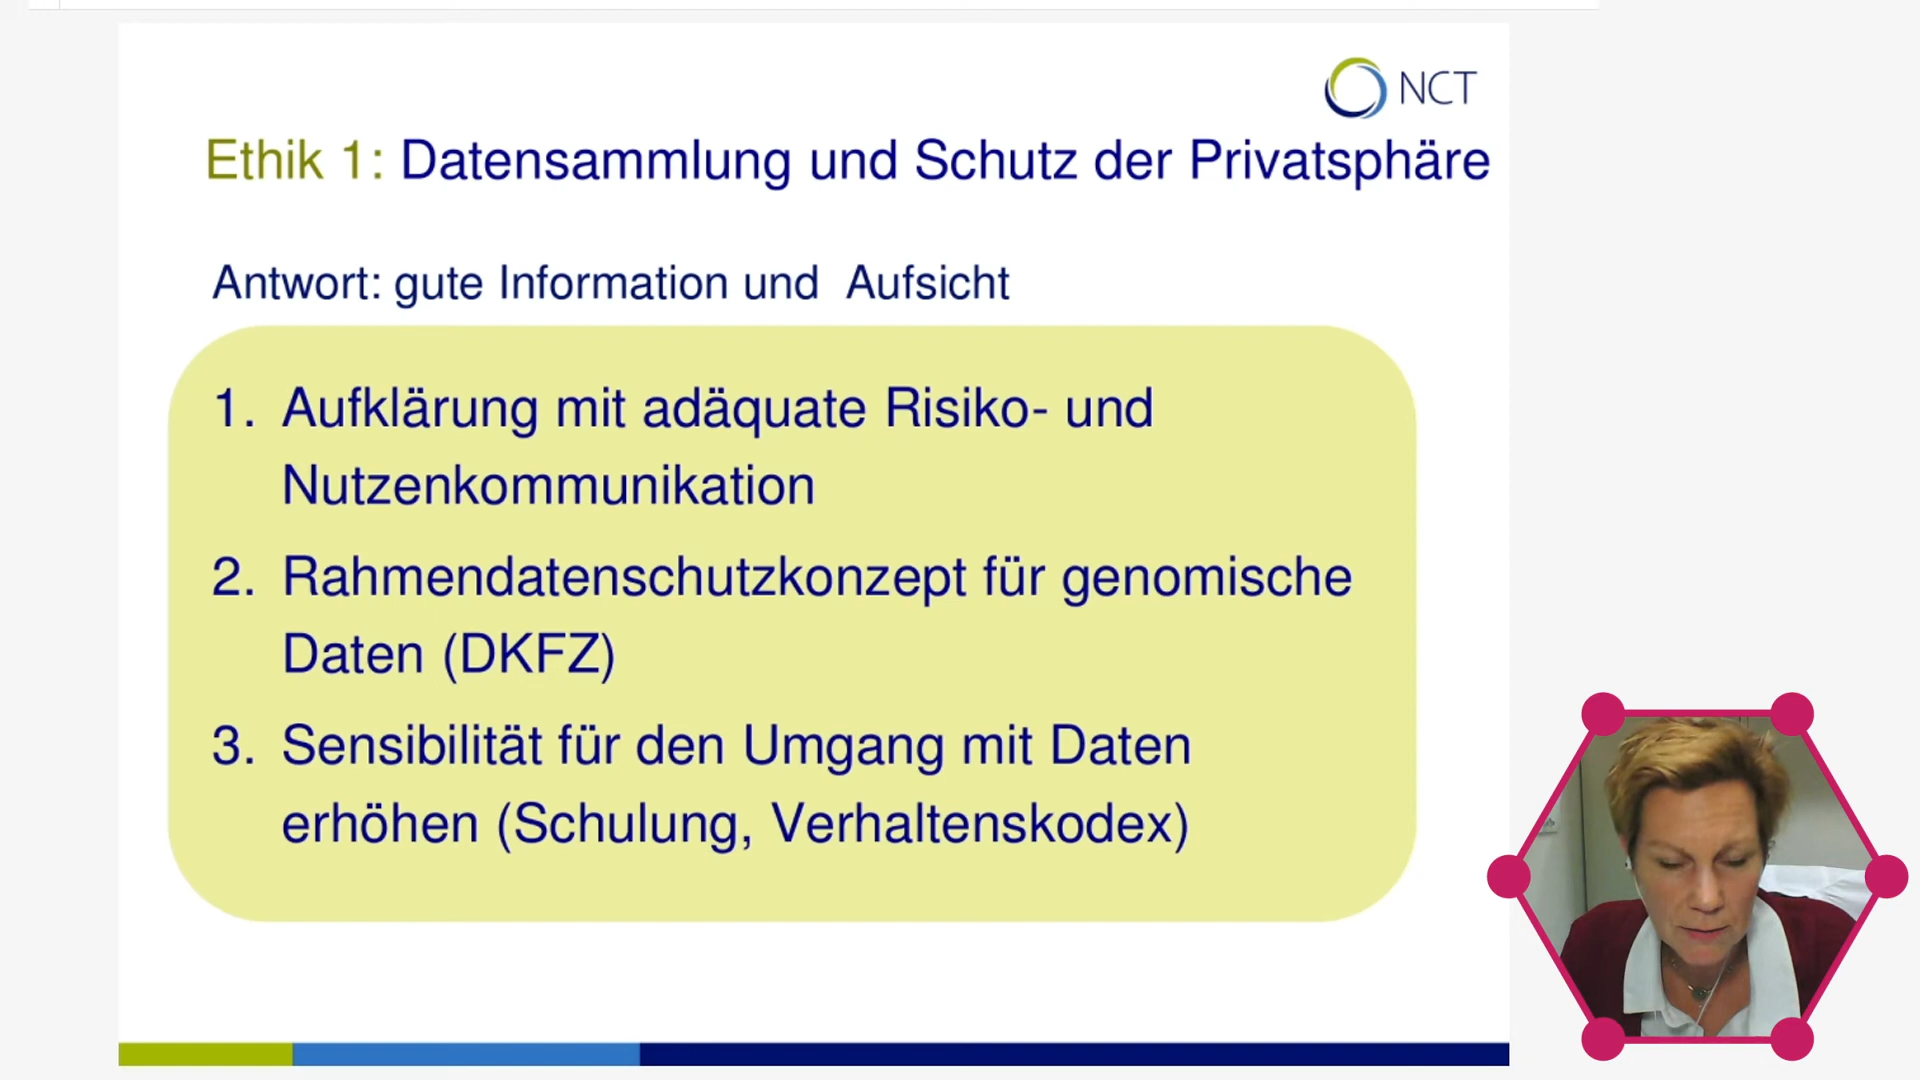 NCT
Ethik 1: Datensammlung und Schutz der Privatsphäre
Antwort: gute Information und Aufsicht
1. Aufklärung mit adäquate Risiko- und
Nutzenkommunikation
2. Rahmendatenschutzkonzept für genomische
Daten (DKFZ)
3. Sensibilität für den Umgang mit Daten
erhöhen (Schulung, Verhaltenskodex)